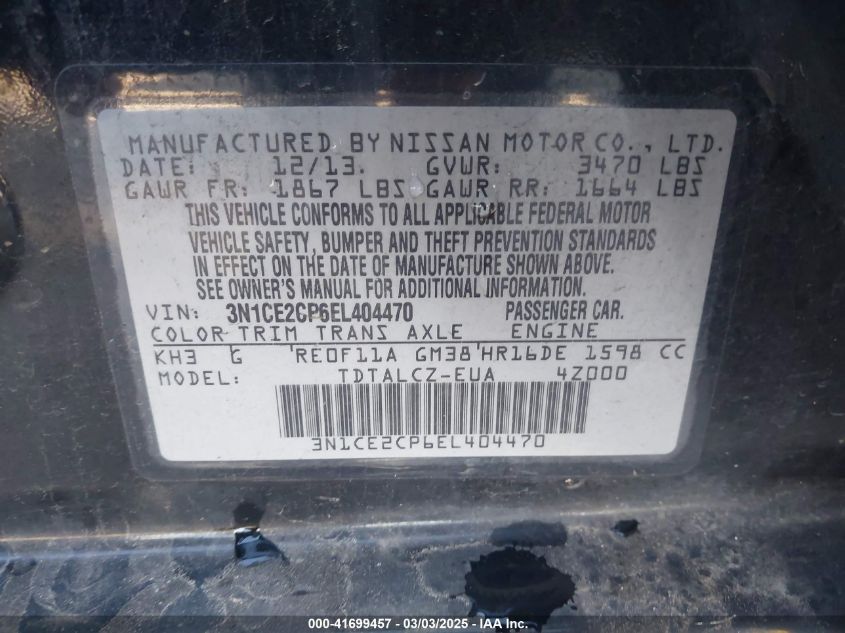 MANUFACTURED BY NISSAN MOTOR CO., LTD.
DATE: 12/13. GVWR: 3470 LBS
GAWR FR: 1867 LBS GAWR RR: 1664 LBS
THIS VEHICLE CONFORMS TO ALL APPLICABLE FEDERAL MOTOR
VEHICLE SAFETY, BUMPER AND THEFT PREVENTION STANDARDS
IN EFFECT ON THE DATE OF MANUFACTURE SHOWN ABOVE.
SEE OWNER'S MANUAL FOR ADDITIONAL INFORMATION.
VIN: 3N1CE2CP6EL404470 PASSENGER CAR.
COLOR TRIM TRANS AXLE ENGINE
KH3 G 'RE0F11A GM38'HR16DE 1598 CC
MODEL: TDTALCZ-EUA 4Z000
3N1CE2CP6EL404470
000-41699457 - 03/03/2025 - IAA Inc.